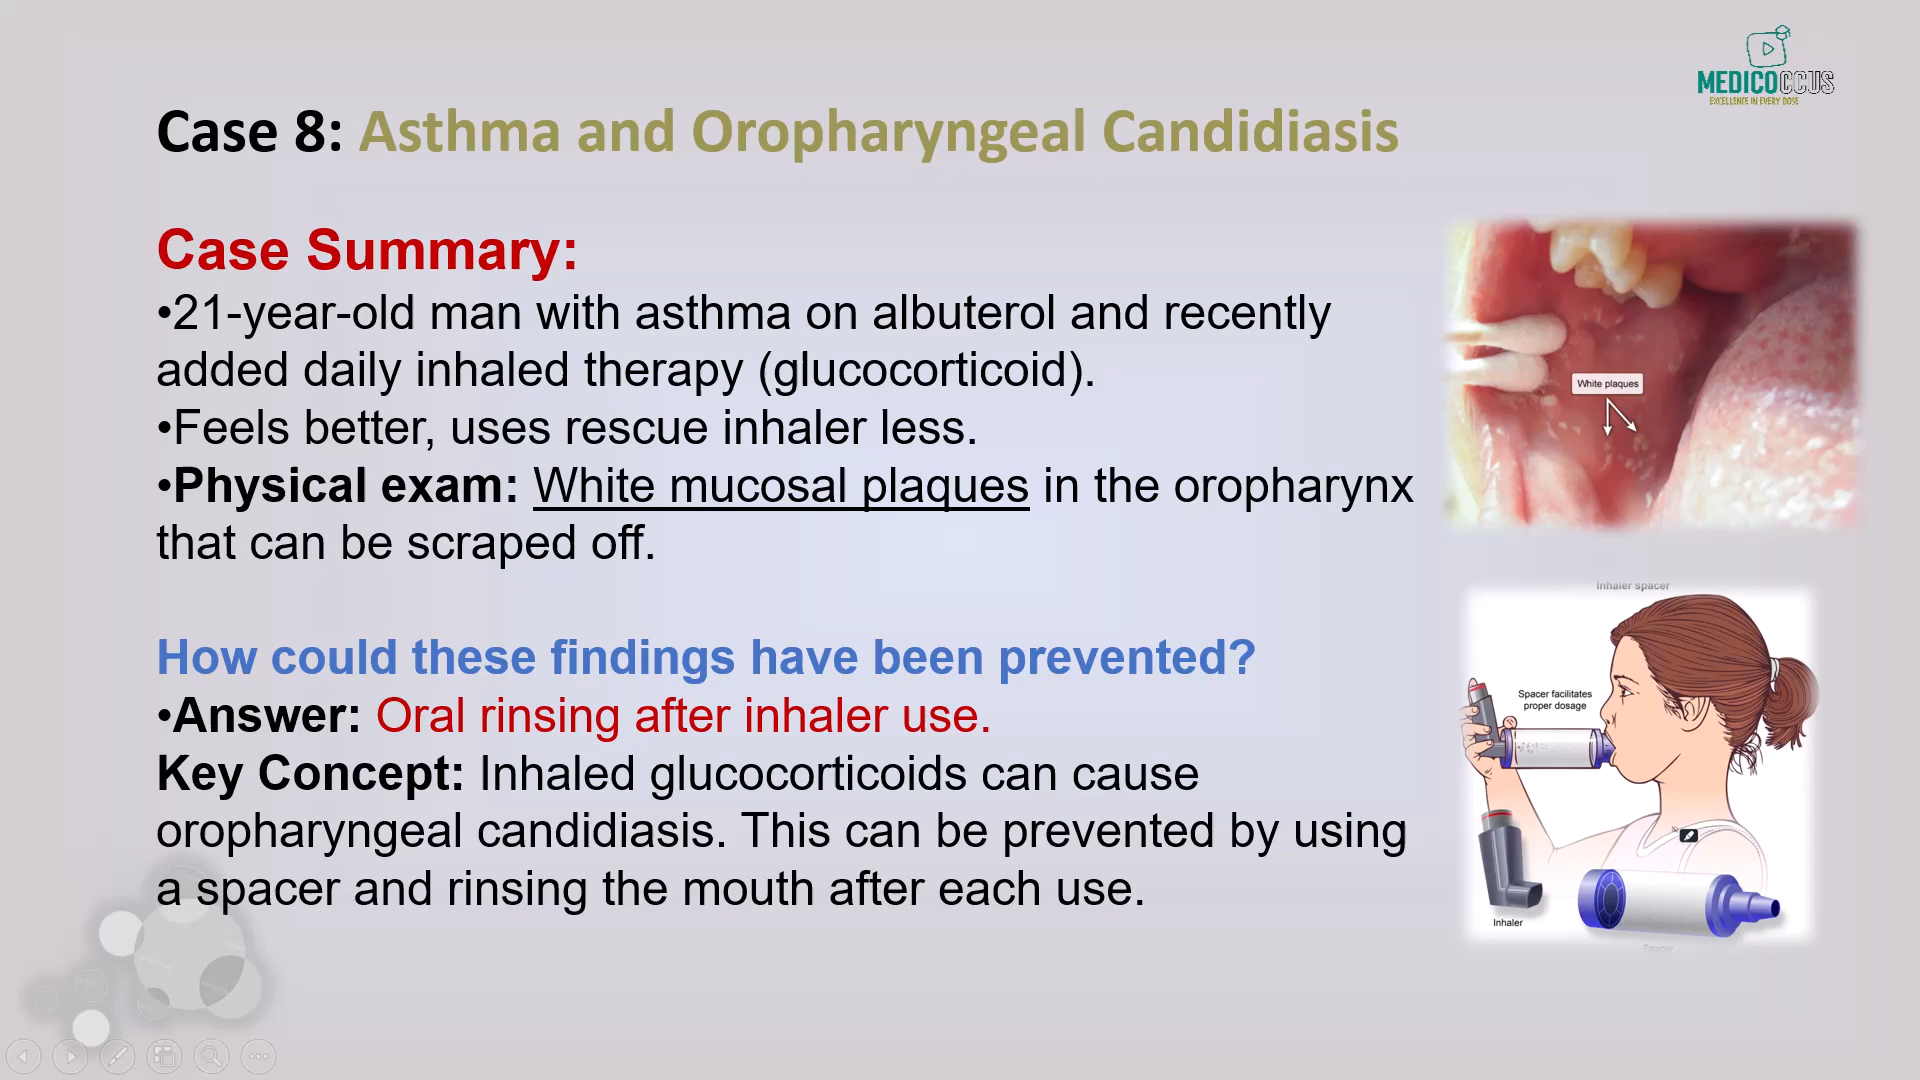 MEDICOCCUS
EXCELLENCE IN EVERY DOSE
Case 8: Asthma and Oropharyngeal Candidiasis
Case Summary:
•21-year-old man with asthma on albuterol and recently
added daily inhaled therapy (glucocorticoid).
•Feels better, uses rescue inhaler less.
•Physical exam: White mucosal plaques in the oropharynx
that can be scraped off.
White plaques
How could these findings have been prevented?
•Answer: Oral rinsing after inhaler use.
Key Concept: Inhaled glucocorticoids can cause
oropharyngeal candidiasis. This can be prevented by using
a spacer and rinsing the mouth after each use.
Inhaler spacer
Spacer facilitates
proper dosage
Inhaler
Spacer